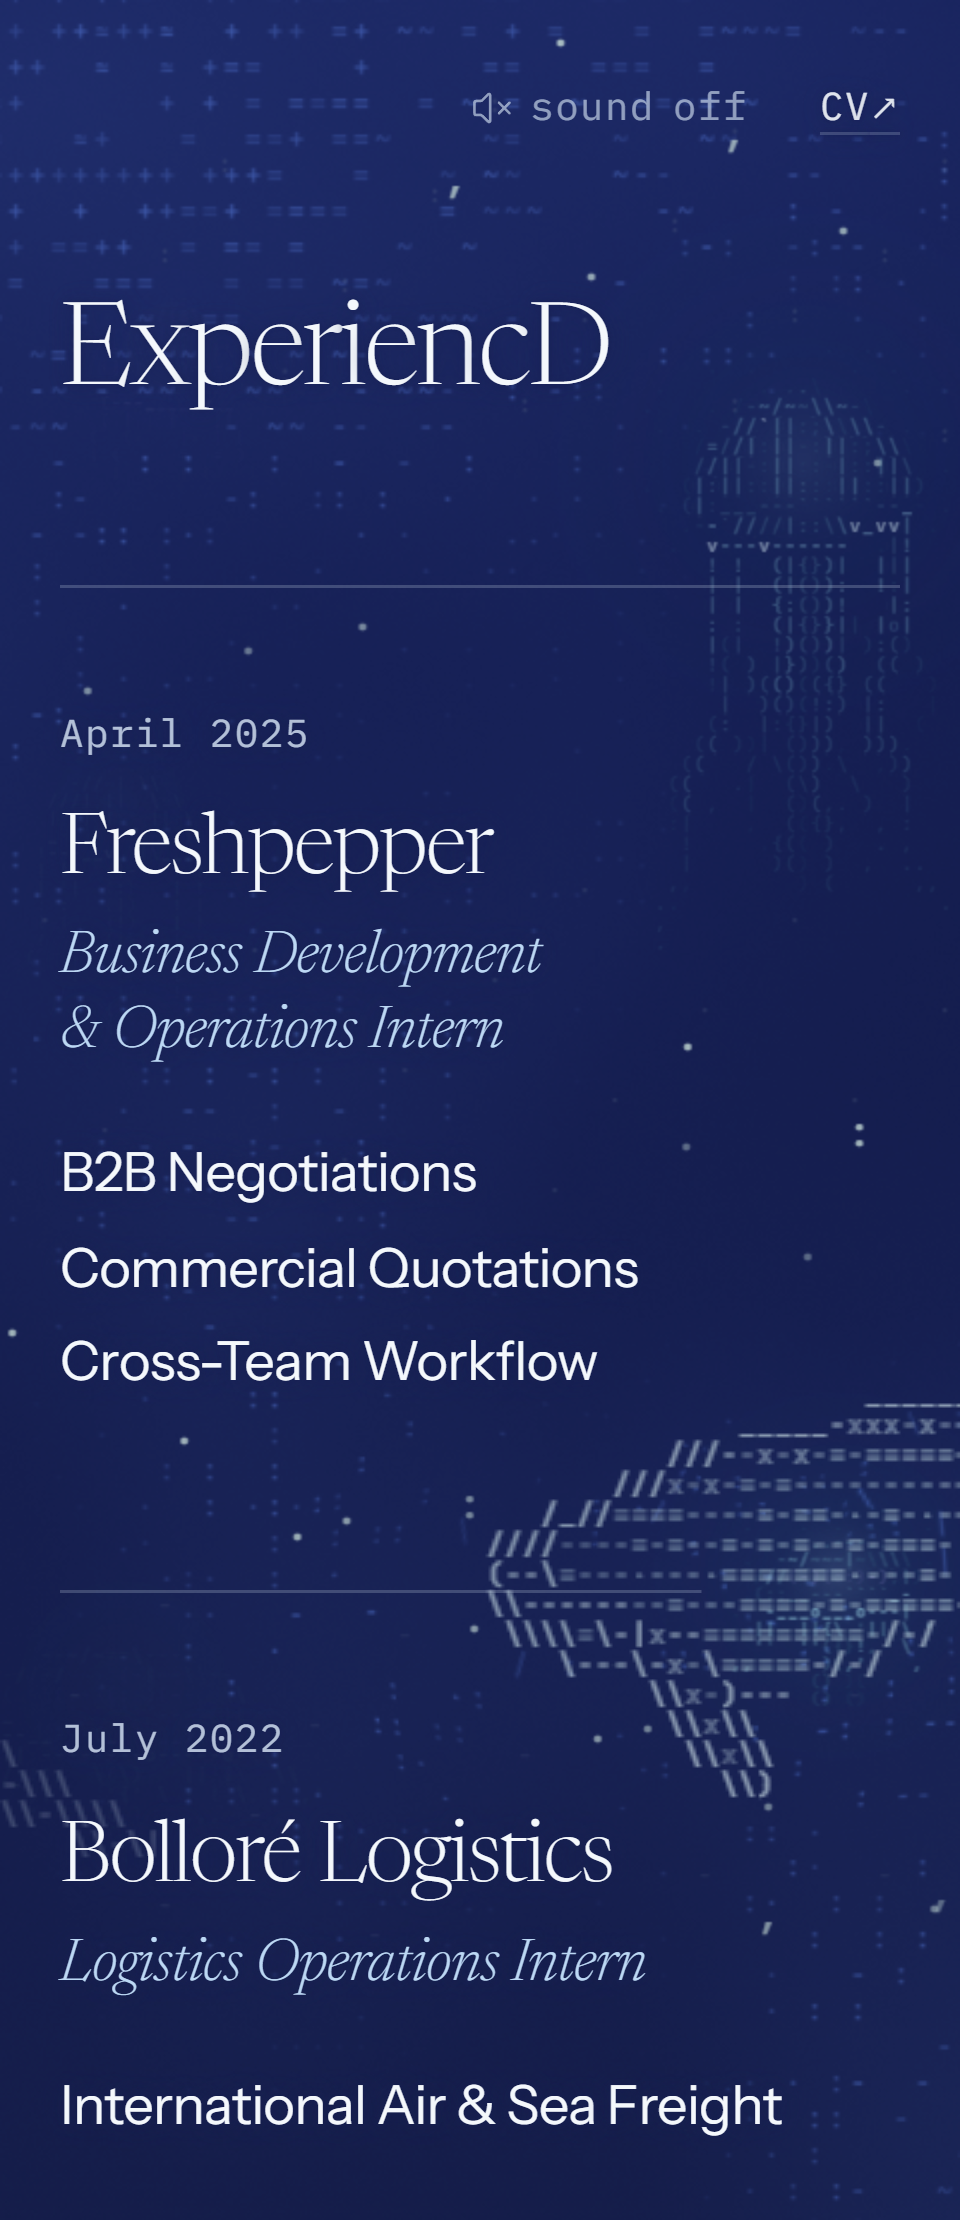 sound off CV↗
ExperiencD
April 2025
Freshpepper
Business Development
& Operations Intern
B2B Negotiations
Commercial Quotations
Cross-Team Workflow
July 2022
Bolloré Logistics
Logistics Operations Intern
International Air & Sea Freight